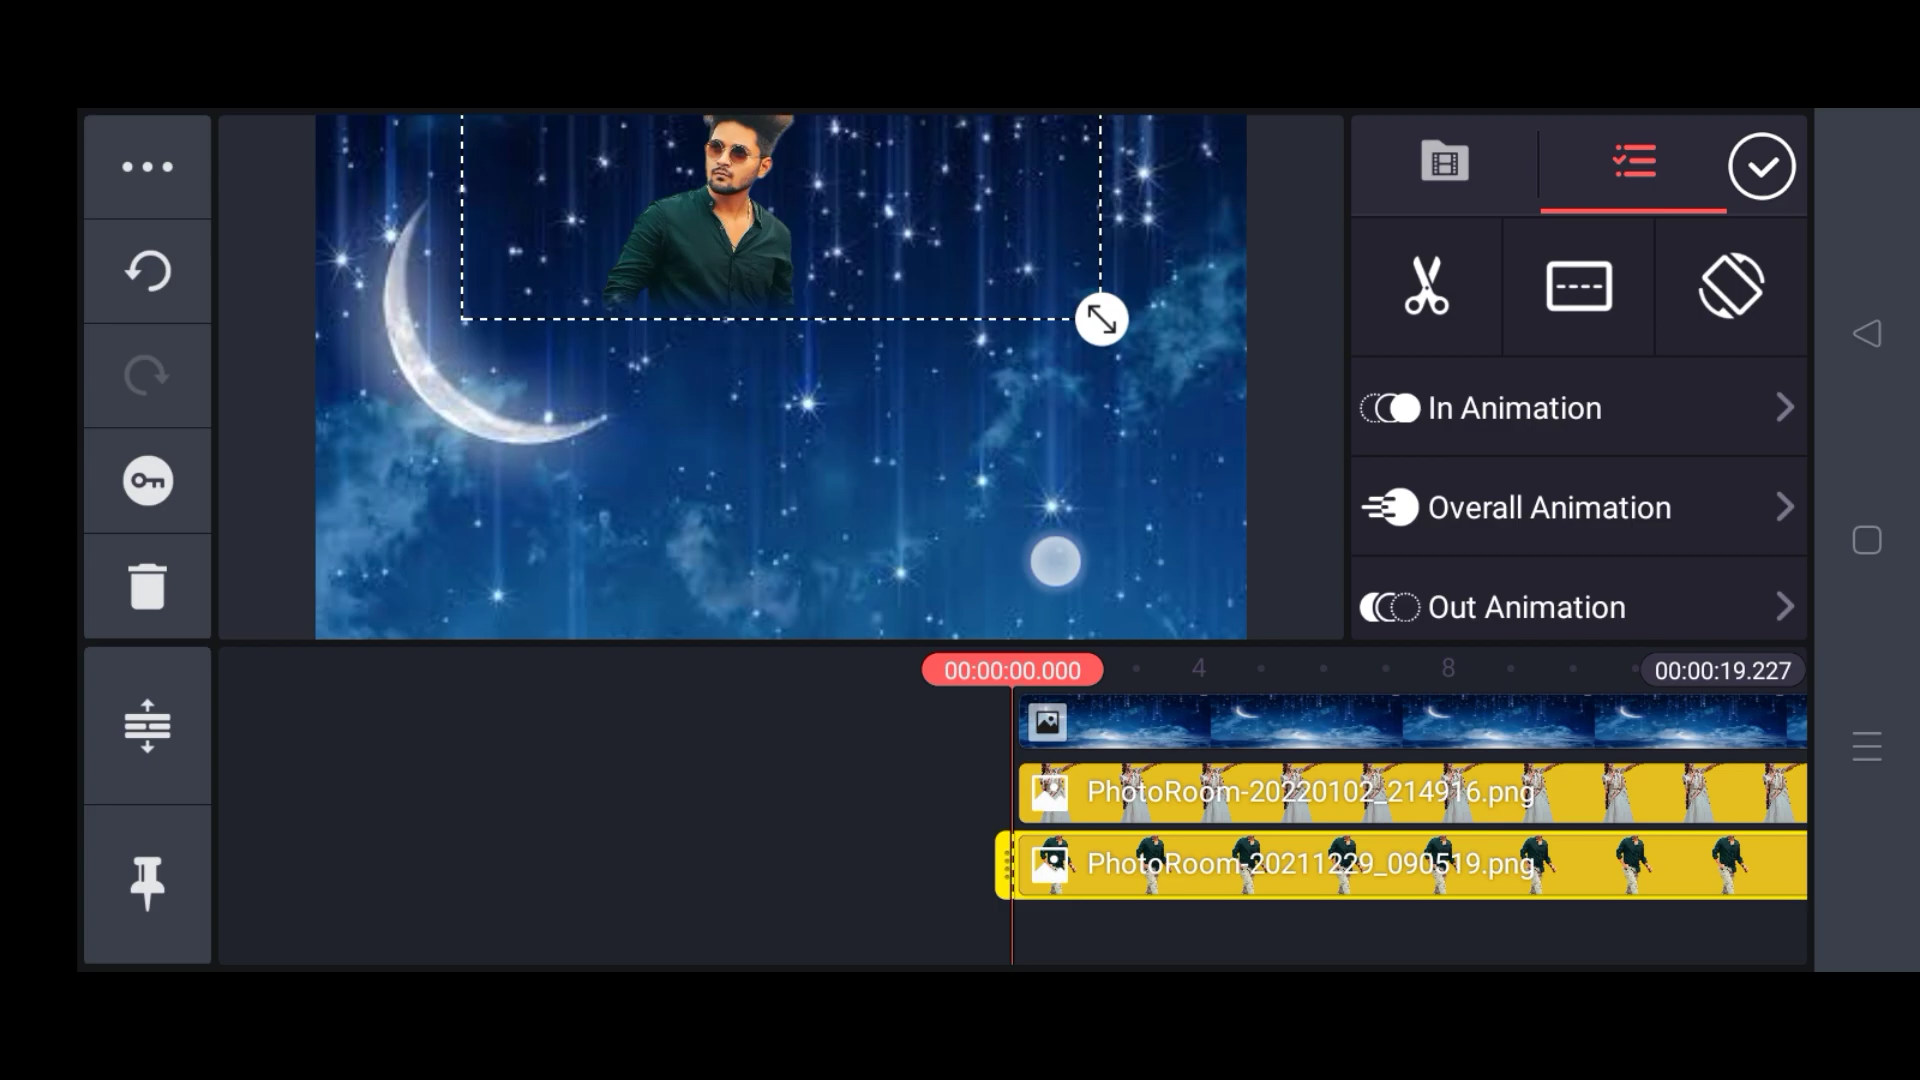 In Animation
Overall Animation
Out Animation
00:00:00.000
4
8
00:00:19.227
PhotoRoom-20220102_214916.png
PhotoRoom-20211229_090519.png